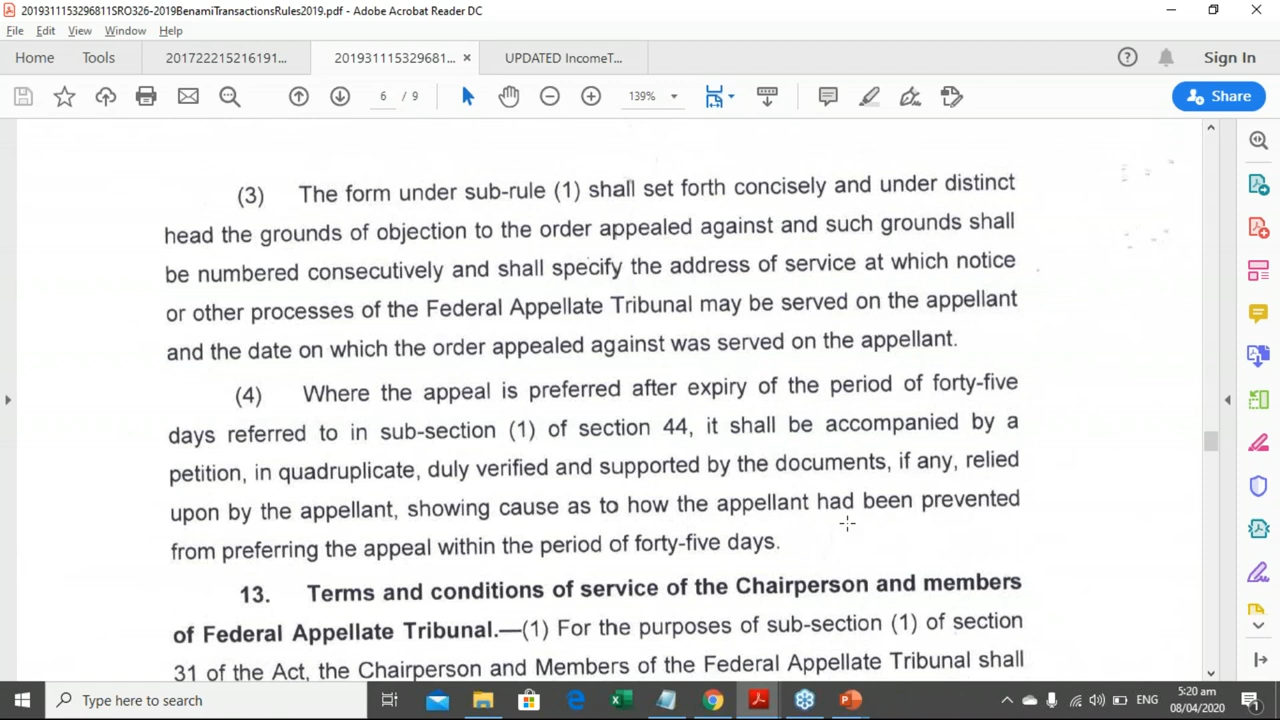 201931115329681​1SRO326-2019BenamiTransactionsRules2019.pdf - Adobe Acrobat Reader DC
File Edit View Window Help
Home Tools 201722215216191... 20193111532​9681... × UPDATED IncomeT... Sign In
6 / 9 139% Share
(3) The form under sub-rule (1) shall set forth concisely and under distinct
head the grounds of objection to the order appealed against and such grounds shall
be numbered consecutively and shall specify the address of service at which notice
or other processes of the Federal Appellate Tribunal may be served on the appellant
and the date on which the order appealed against was served on the appellant.
(4) Where the appeal is preferred after expiry of the period of forty-five
days referred to in sub-section (1) of section 44, it shall be accompanied by a
petition, in quadruplicate, duly verified and supported by the documents, if any, relied
upon by the appellant, showing cause as to how the appellant had been prevented
from preferring the appeal within the period of forty-five days.
13. Terms and conditions of service of the Chairperson and members
of Federal Appellate Tribunal.—(1) For the purposes of sub-section (1) of section
31 of the Act, the Chairperson and Members of the Federal Appellate Tribunal shall
Type here to search
ENG
5:20 am
08/04/2020